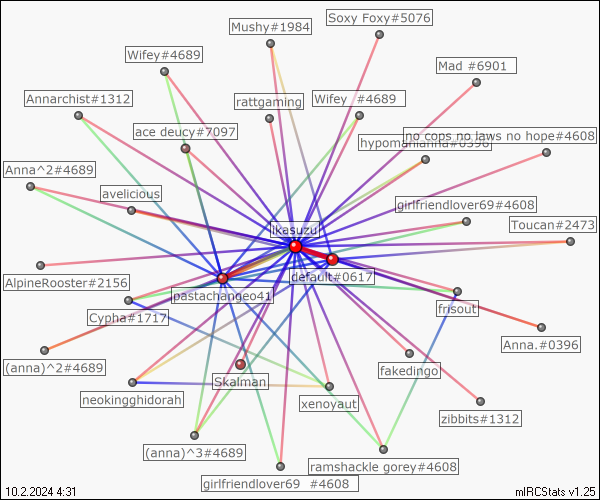 Soxy Foxy#5076
Mushy#1984
Wifey#4689
Mad #6901
Annarchist#1312
rattgaming
Wifey   #4689
ace deucy#7097
no cops no laws no hope#4608
hypomanianna#0396
Anna^2#4689
avelicious
girlfriendlover69#4608
Toucan#2473
ikasuzu
default#0617
AlpineRooster#2156
pastachangeo41
frisout
Cypha#1717
Anna.#0396
(anna)^2#4689
fakedingo
Skalman
neokingghidorah
xenoyaut
zibbits#1312
(anna)^3#4689
ramshackle gorey#4608
girlfriendlover69   #4608
10.2.2024 4:31
mIRCStats v1.25